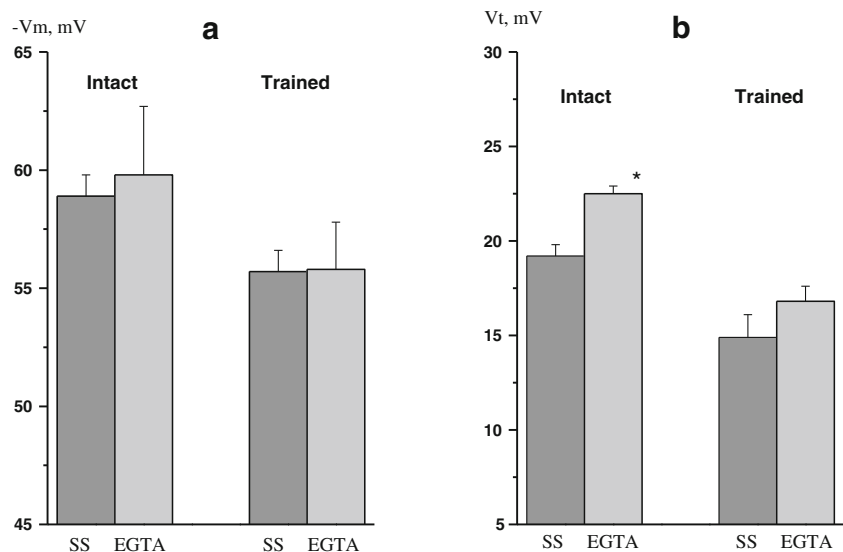 -Vm, mV
a
65
60
55
50
45
Intact
Trained
SS EGTA
SS EGTA
Vt, mV
b
30
25
20
15
10
5
Intact
Trained
*
SS EGTA
SS EGTA